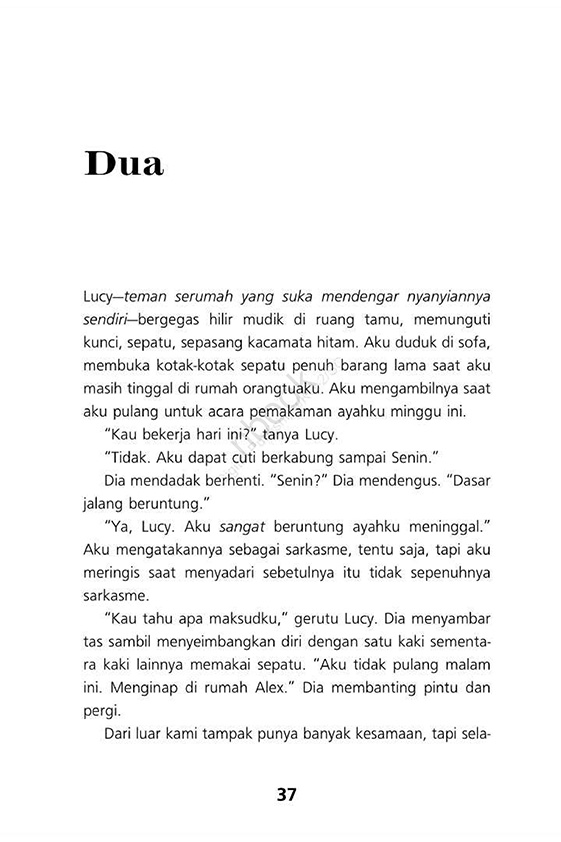 Dua
Lucy—teman serumah yang suka mendengar nyanyiannya
sendiri—bergegas hilir mudik di ruang tamu, memunguti
kunci, sepatu, sepasang kacamata hitam. Aku duduk di sofa,
membuka kotak-kotak sepatu penuh barang lama saat aku
masih tinggal di rumah orangtuaku. Aku mengambilnya saat
aku pulang untuk acara pemakaman ayahku minggu ini.
“Kau bekerja hari ini?” tanya Lucy.
“Tidak. Aku dapat cuti berkabung sampai Senin.”
Dia mendadak berhenti. “Senin?” Dia mendengus. “Dasar
jalang beruntung.”
“Ya, Lucy. Aku sangat beruntung ayahku meninggal.”
Aku mengatakannya sebagai sarkasme, tentu saja, tapi aku
meringis saat menyadari sebetulnya itu tidak sepenuhnya
sarkasme.
“Kau tahu apa maksudku,” gerutu Lucy. Dia menyambar
tas sambil menyeimbangkan diri dengan satu kaki sementa-
ra kaki lainnya memakai sepatu. “Aku tidak pulang malam
ini. Menginap di rumah Alex.” Dia membanting pintu dan
pergi.
Dari luar kami tampak punya banyak kesamaan, tapi sela-
37